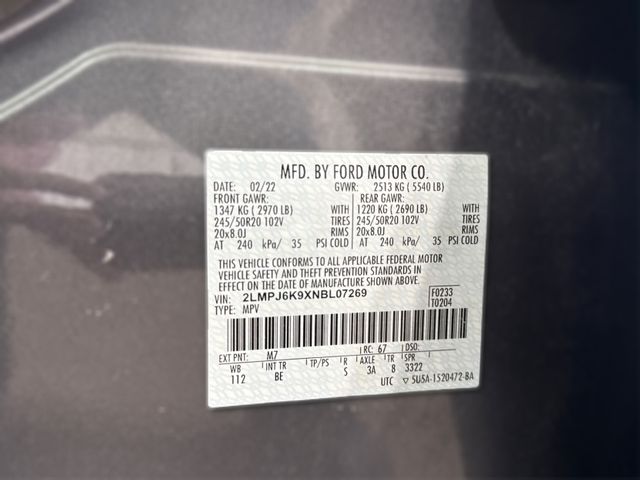 MFD. BY FORD MOTOR CO.
DATE: 02/22 GVWR: 2513 KG ( 5540 LB)
FRONT GAWR: REAR GAWR:
1347 KG ( 2970 LB) WITH 1220 KG ( 2690 LB) WITH
245/50R20 102V TIRES 245/50R20 102V TIRES
20x8.0J RIMS 20x8.0J RIMS
AT 240 kPa/ 35 PSI COLD AT 240 kPa/ 35 PSI COLD
THIS VEHICLE CONFORMS TO ALL APPLICABLE FEDERAL MOTOR
VEHICLE SAFETY AND THEFT PREVENTION STANDARDS IN
EFFECT ON THE DATE OF MANUFACTURE SHOWN ABOVE.
VIN: 2LMPJ6K9XNBL07269 F0233
TYPE: MPV T0204
EXT PNT: M7 RC: 67 DSO:
WB INT TR TP/PS R AXLE TR SPR
112 BE S 3A 8 3322
UTC ▽ 5U5A-1520472-BA